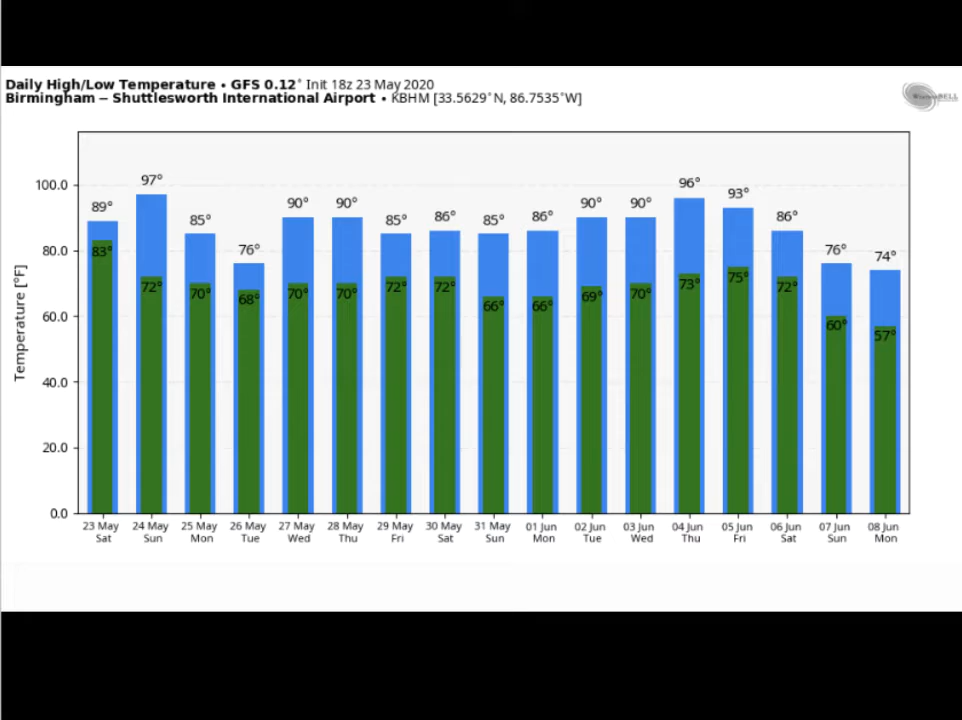 Daily High/Low Temperature • GFS 0.12° Init 18z 23 May 2020
Birmingham – Shuttlesworth International Airport • KBHM [33.5629°N, 86.7535°W]
WeatherBELL
Temperature [°F]
100.0
80.0
60.0
40.0
20.0
0.0
89° 97° 85° 76° 90° 90° 85° 86° 85° 86° 90° 90° 96° 93° 86° 76° 74°
83° 72° 70° 68° 70° 70° 72° 72° 66° 66° 69° 70° 73° 75° 72° 60° 57°
23 May 24 May 25 May 26 May 27 May 28 May 29 May 30 May 31 May 01 Jun 02 Jun 03 Jun 04 Jun 05 Jun 06 Jun 07 Jun 08 Jun
Sat Sun Mon Tue Wed Thu Fri Sat Sun Mon Tue Wed Thu Fri Sat Sun Mon